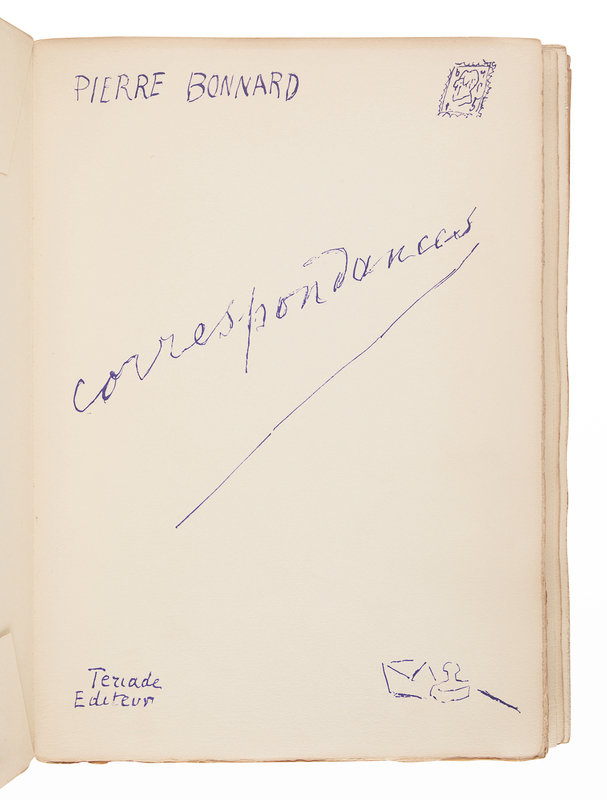 PIERRE BONNARD
correspondances
Teriade
Editeur